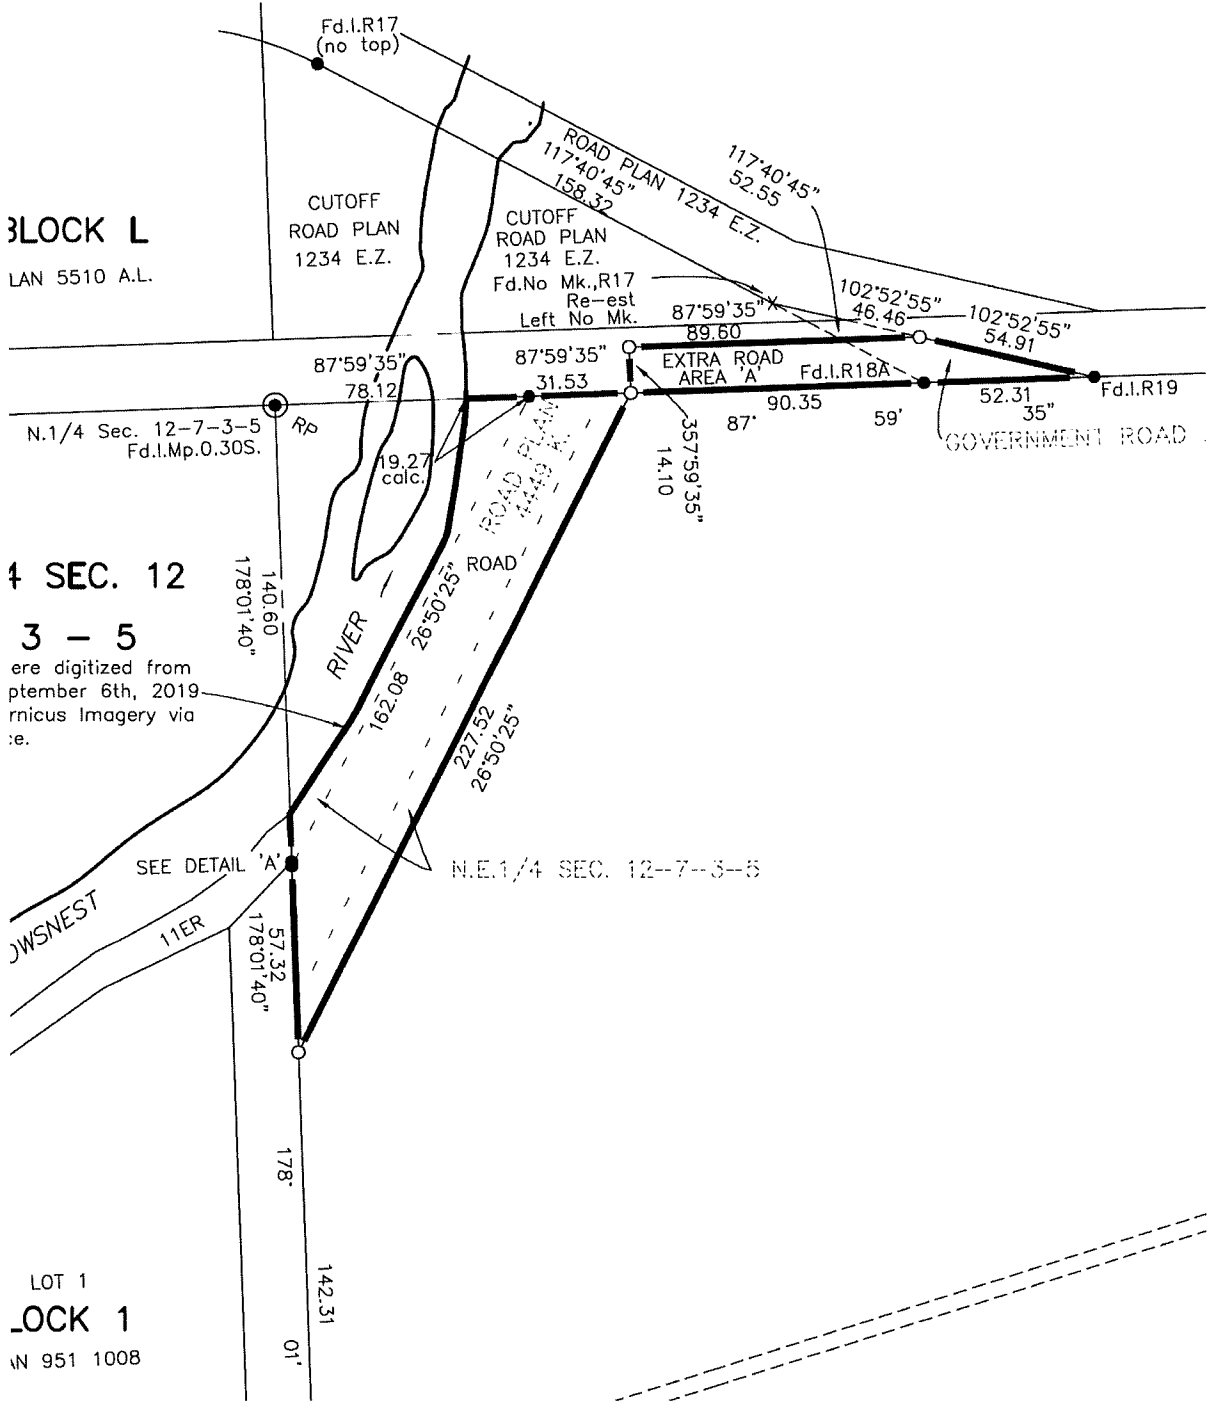 Fd.I.R17
(no top)
ROAD PLAN 1234 E.Z.
117°40'45"
158.32
117°40'45"
52.55
CUTOFF
ROAD PLAN
1234 E.Z.
CUTOFF
ROAD PLAN
1234 E.Z.
Fd.No Mk.,R17
Re-est
Left No Mk.
BLOCK L
LAN 5510 A.L.
87°59'35"
89.60
102°52'55"
46.46
102°52'55"
54.91
87°59'35"
78.12
87°59'35"
31.53
EXTRA ROAD
AREA 'A'
Fd.I.R18A
90.35
87°
59'
52.31
35"
Fd.I.R19
GOVERNMENT ROAD
N.1/4 Sec. 12-7-3-5
Fd.I.Mp.0.30S.
RP
19.27
calc.
ROAD PLAN
4449 K.
357°59'35"
14.10
ROAD
4 SEC. 12
3 - 5
ere digitized from
ptember 6th, 2019
rnicus Imagery via
ce.
140.60
178°01'40"
RIVER
26°50'25"
162.08
227.52
26°50'25"
SEE DETAIL 'A'
N.E.1/4 SEC. 12-7-3-5
OWSNEST
11ER
57.32
178°01'40"
178°
142.31
01'
LOT 1
LOCK 1
AN 951 1008